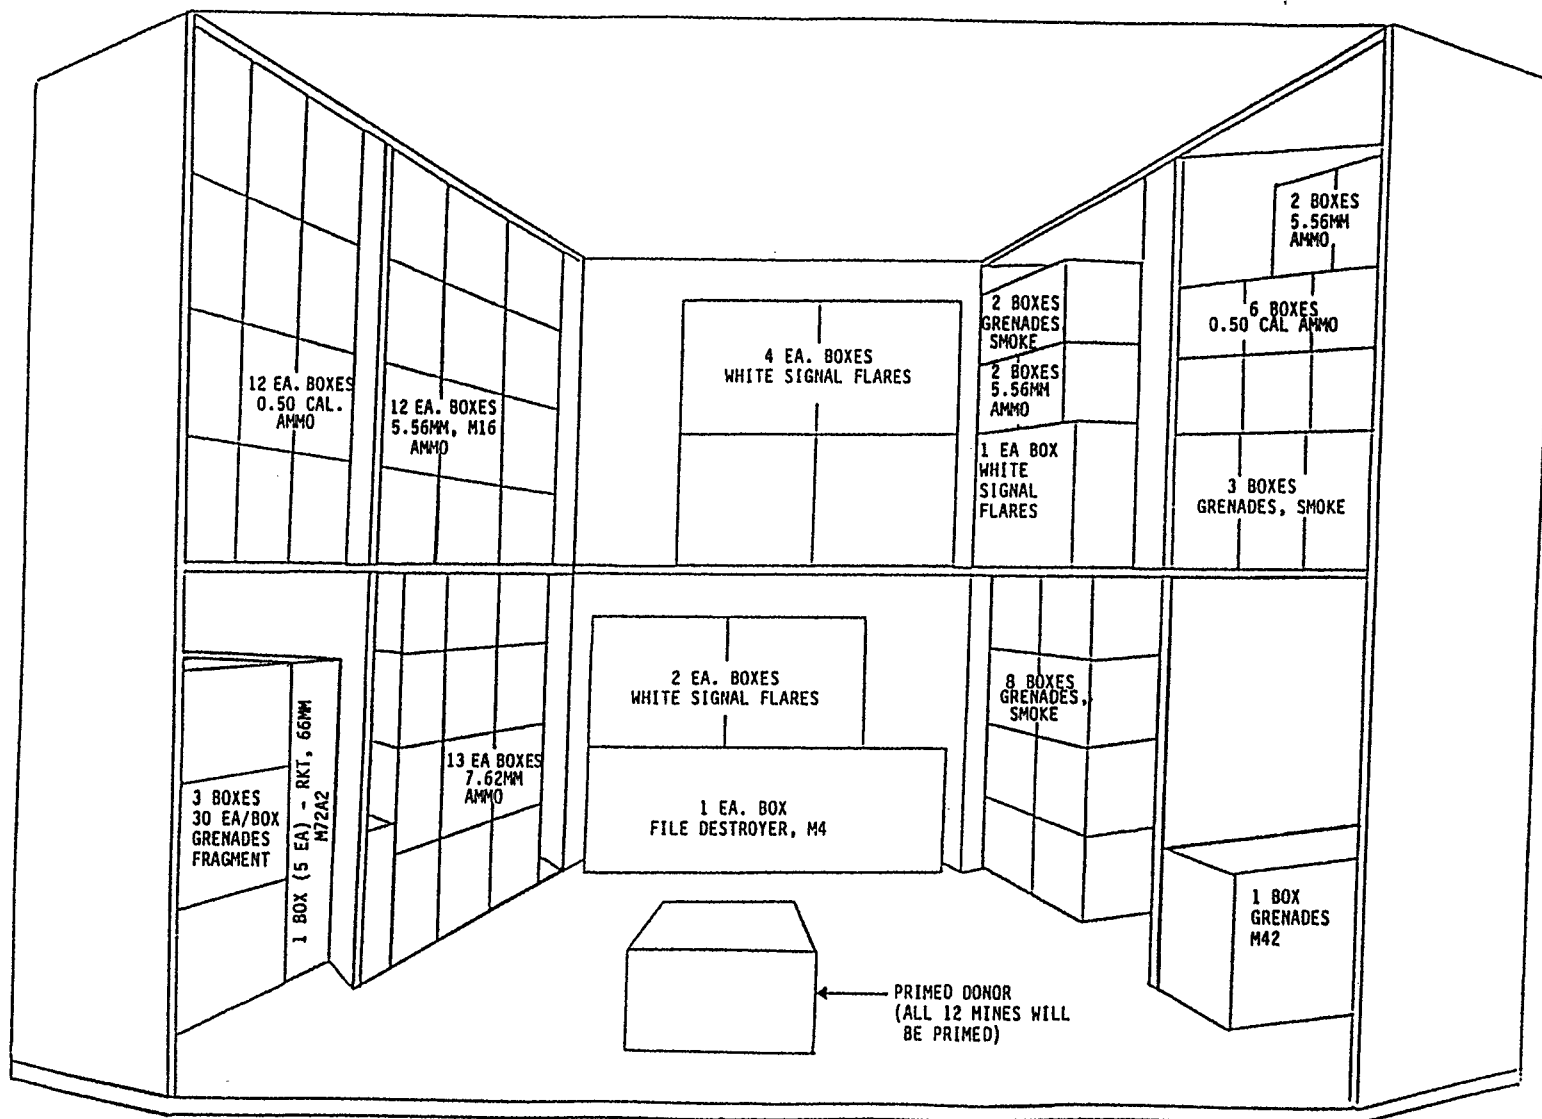 12 EA. BOXES
0.50 CAL.
AMMO
12 EA. BOXES
5.56MM, M16
AMMO
4 EA. BOXES
WHITE SIGNAL FLARES
2 BOXES
GRENADES
SMOKE
2 BOXES
5.56MM
AMMO
1 EA BOX
WHITE
SIGNAL
FLARES
2 BOXES
5.56MM
AMMO
6 BOXES
0.50 CAL AMMO
3 BOXES
GRENADES, SMOKE
3 BOXES
30 EA/BOX
GRENADES
FRAGMENT
1 BOX (5 EA) - RKT, 66MM
M72A2
13 EA BOXES
7.62MM
AMMO
2 EA. BOXES
WHITE SIGNAL FLARES
1 EA. BOX
FILE DESTROYER, M4
8 BOXES
GRENADES,
SMOKE
1 BOX
GRENADES
M42
PRIMED DONOR
(ALL 12 MINES WILL
BE PRIMED)